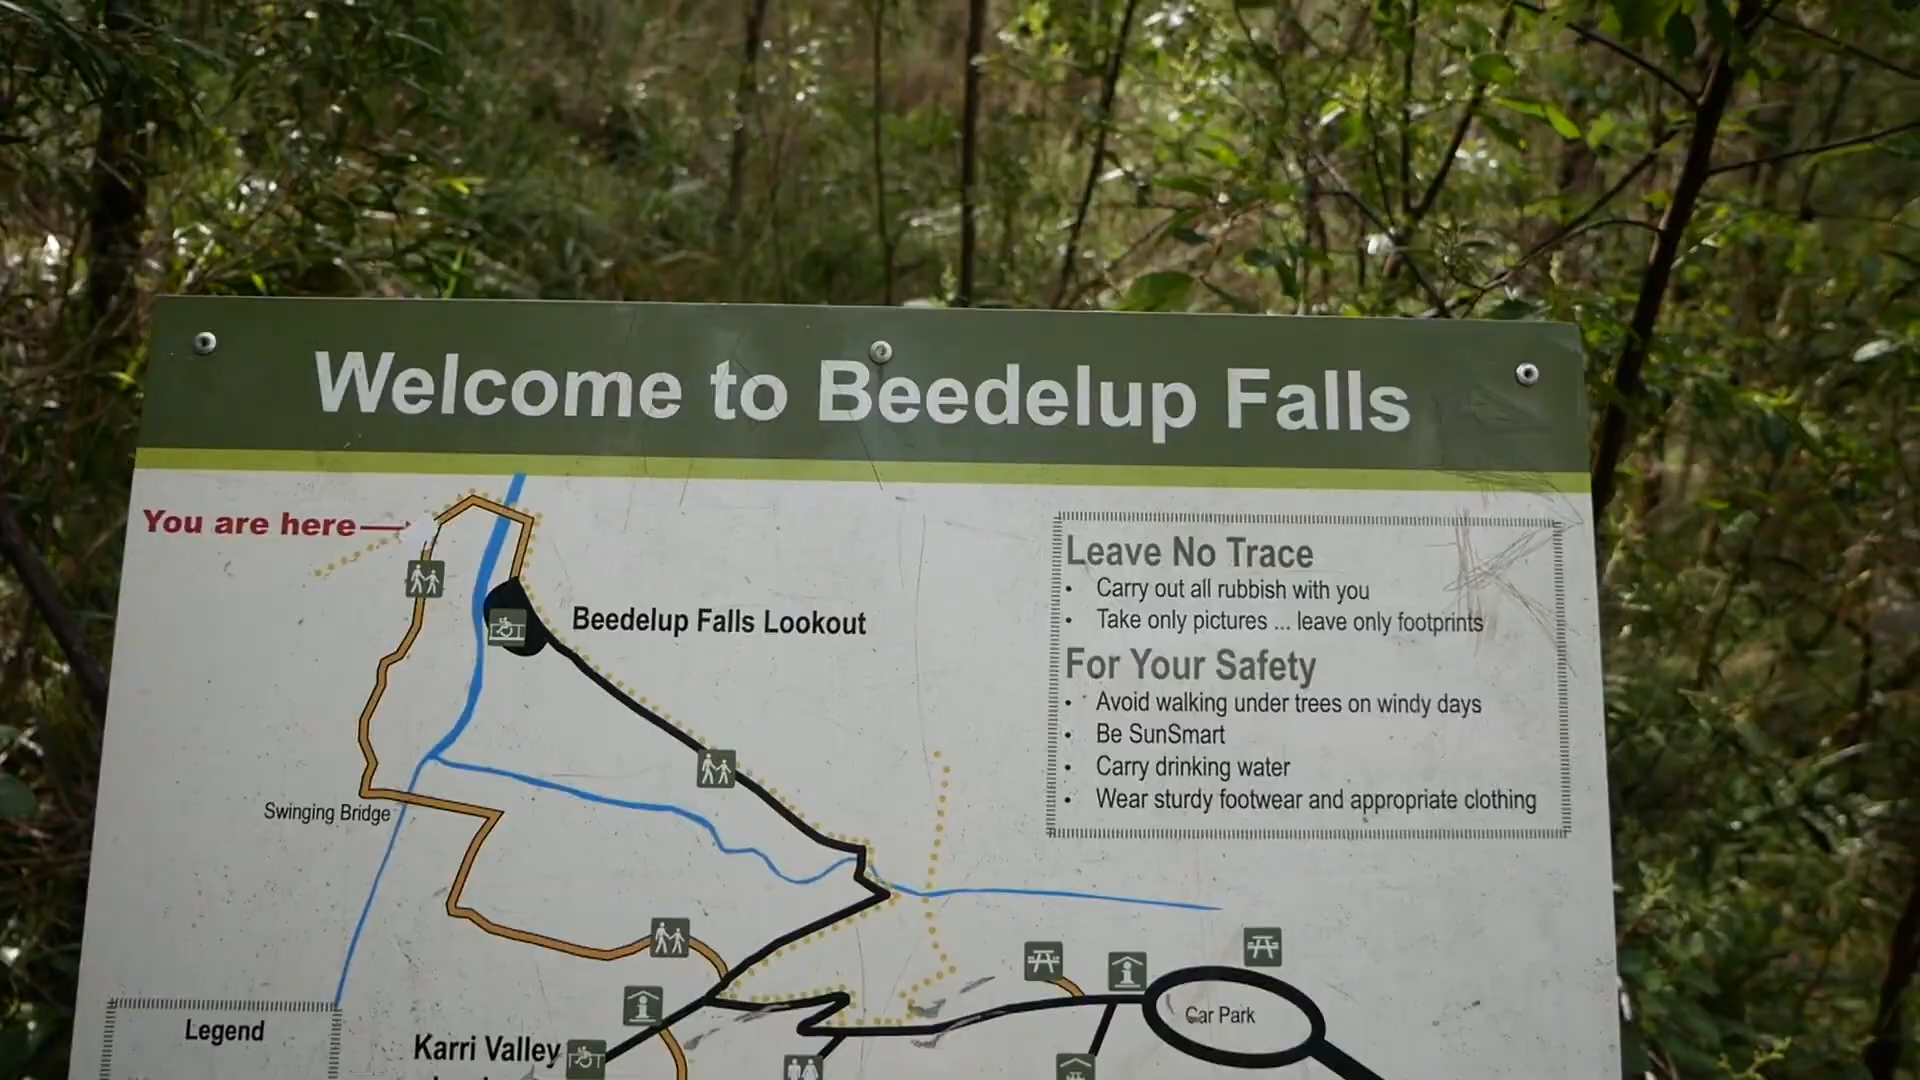 Welcome to Beedelup Falls
You are here
Leave No Trace
• Carry out all rubbish with you
• Take only pictures ... leave only footprints
Beedelup Falls Lookout
For Your Safety
• Avoid walking under trees on windy days
• Be SunSmart
• Carry drinking water
• Wear sturdy footwear and appropriate clothing
Swinging Bridge
Car Park
Legend
Karri Valley